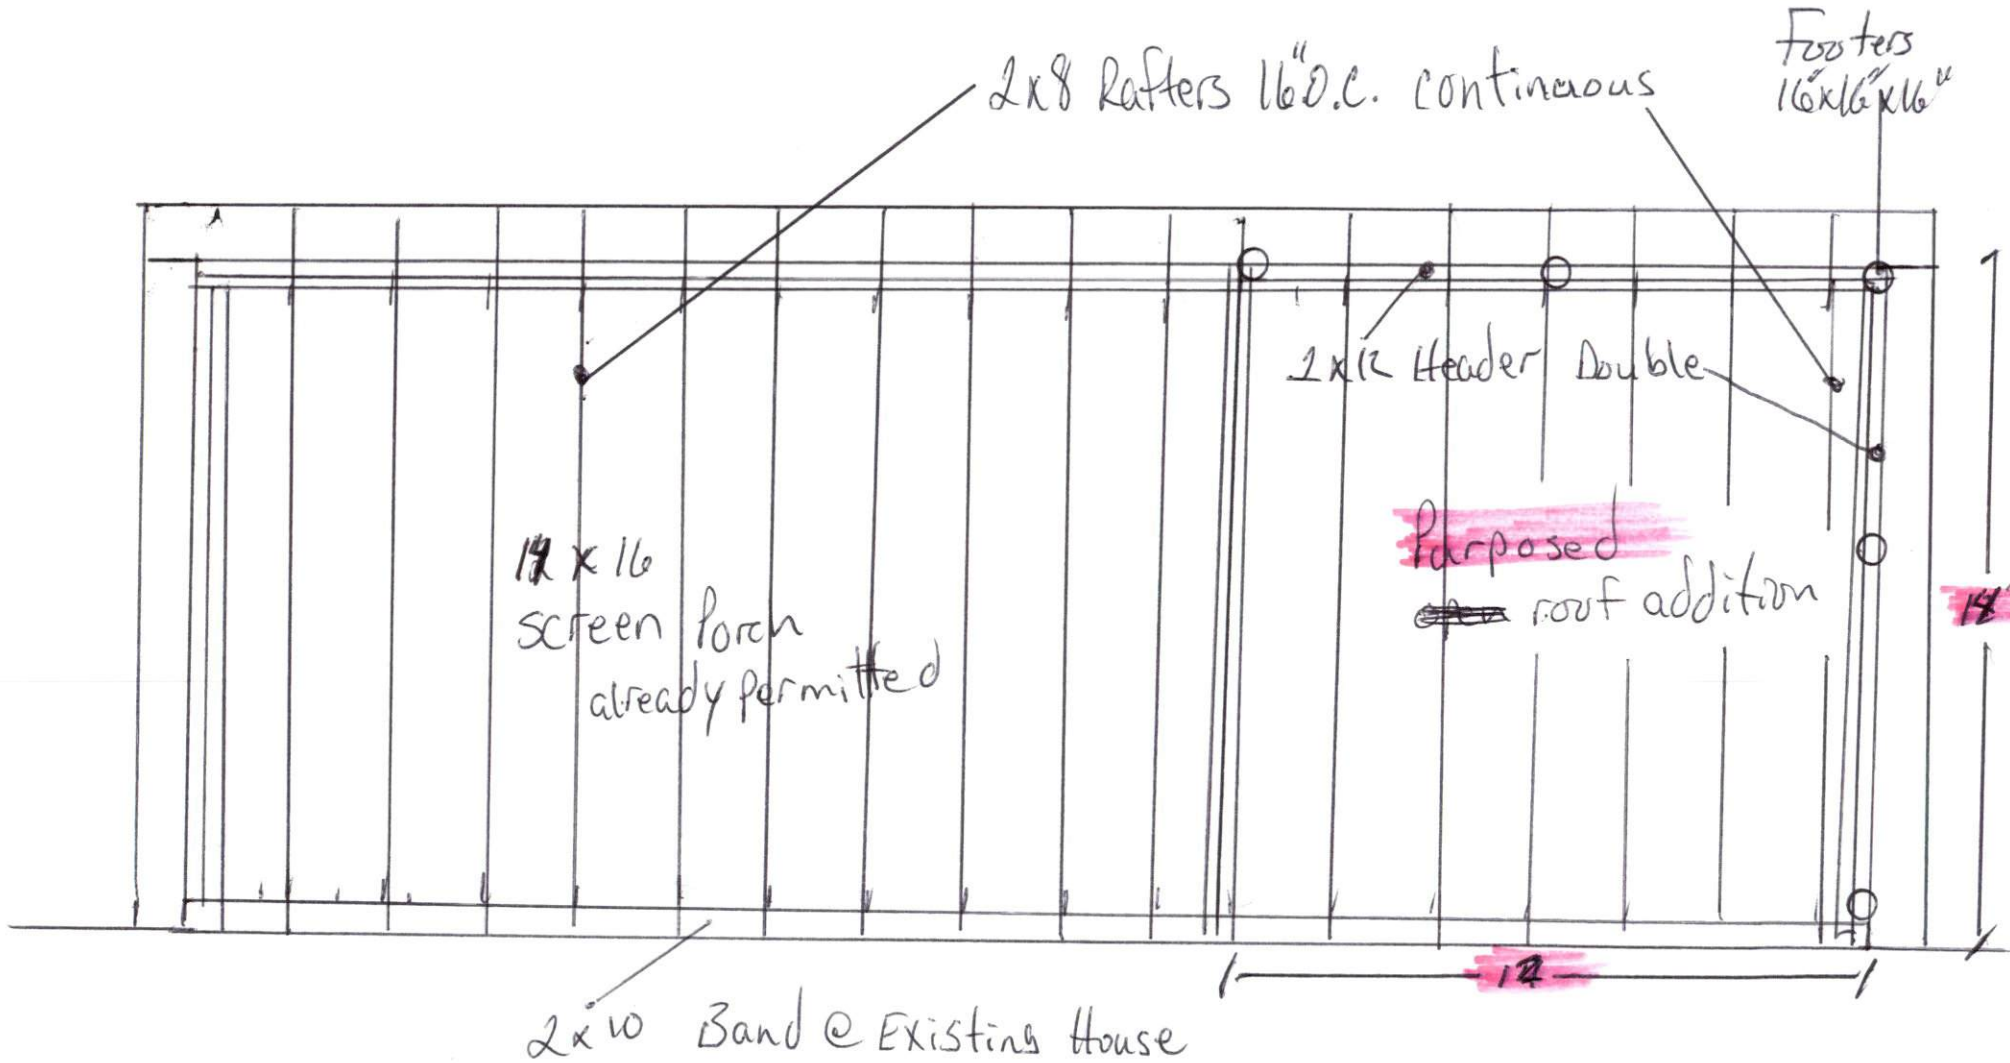 Footers
16"x16"x16"
2x8 Rafters 16" O.C. continuous
2x12 Header Double
x 16
screen Porch
already permitted
Purposed
roof addition
2x10 Band @ Existing House